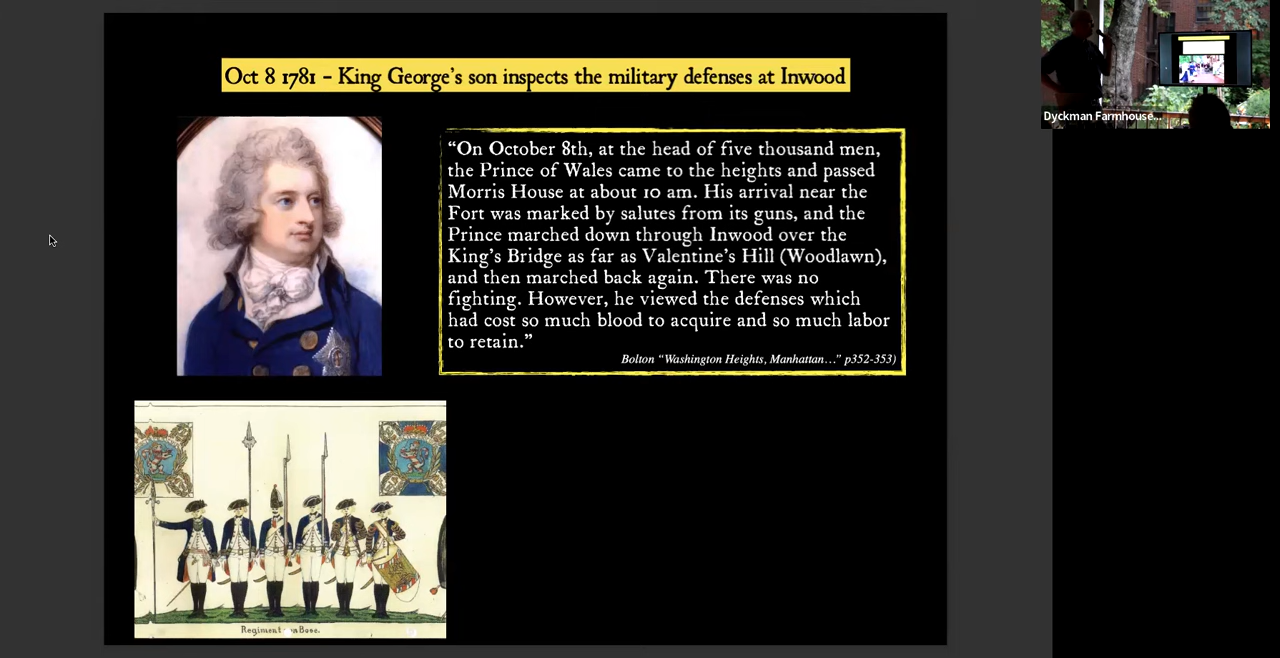 Oct 8 1781 - King George's son inspects the military defenses at Inwood
"On October 8th, at the head of five thousand men,
the Prince of Wales came to the heights and passed
Morris House at about 10 am. His arrival near the
Fort was marked by salutes from its guns, and the
Prince marched down through Inwood over the
King's Bridge as far as Valentine's Hill (Woodlawn),
and then marched back again. There was no
fighting. However, he viewed the defenses which
had cost so much blood to acquire and so much labor
to retain."
Bolton "Washington Heights, Manhattan..." p352-353)
Regiment von Bose.
Dyckman Farmhouse...